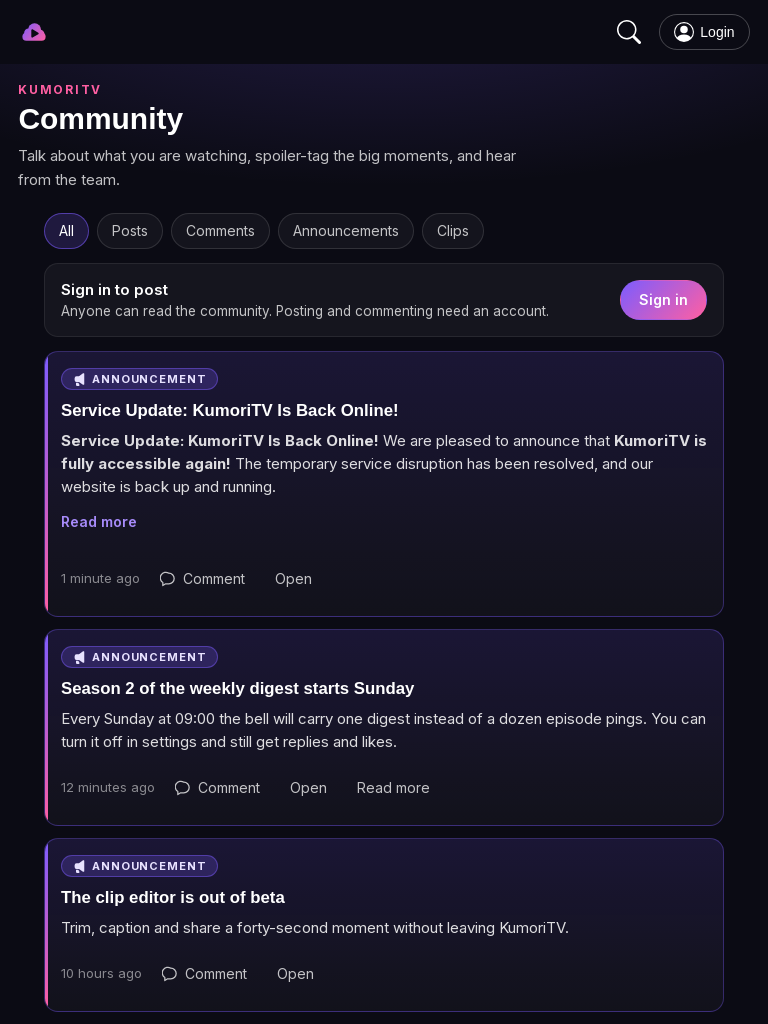 Login
KUMORITV
Community
Talk about what you are watching, spoiler-tag the big moments, and hear
from the team.
All
Posts
Comments
Announcements
Clips
Sign in to post
Anyone can read the community. Posting and commenting need an account.
Sign in
ANNOUNCEMENT
Service Update: KumoriTV Is Back Online!
Service Update: KumoriTV Is Back Online! We are pleased to announce that KumoriTV is
fully accessible again! The temporary service disruption has been resolved, and our
website is back up and running.
Read more
1 minute ago Comment Open
ANNOUNCEMENT
Season 2 of the weekly digest starts Sunday
Every Sunday at 09:00 the bell will carry one digest instead of a dozen episode pings. You can
turn it off in settings and still get replies and likes.
12 minutes ago Comment Open Read more
ANNOUNCEMENT
The clip editor is out of beta
Trim, caption and share a forty-second moment without leaving KumoriTV.
10 hours ago Comment Open